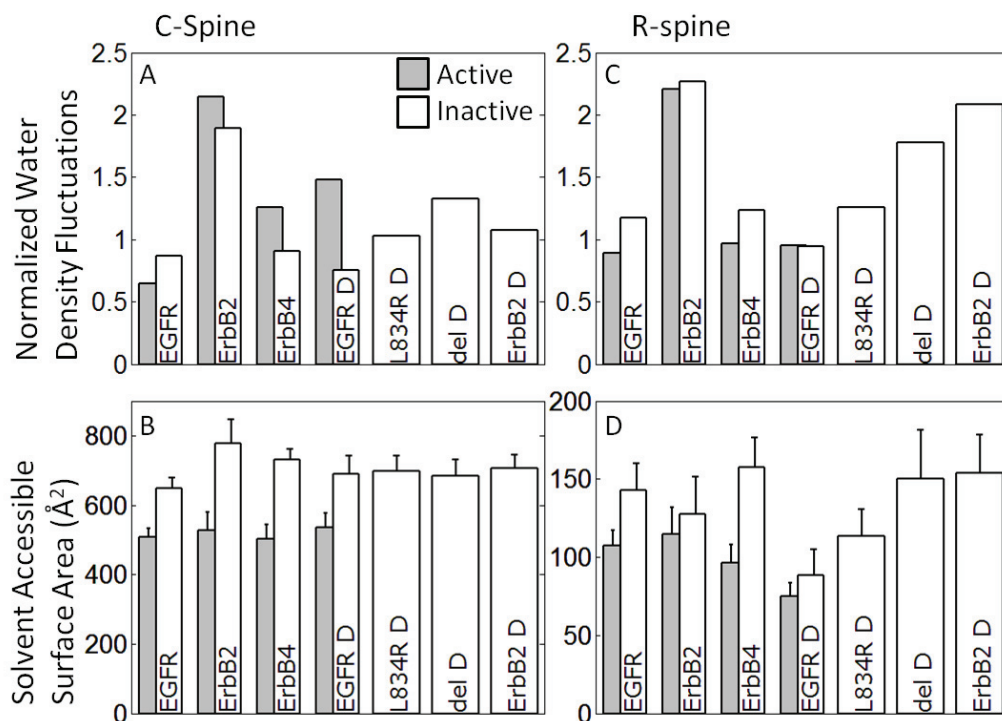 C-Spine
R-spine
Normalized Water
Density Fluctuations
2.5
2
1.5
1
0.5
0
A
Active
Inactive
EGFR
ErbB2
ErbB4
EGFR D
L834R D
del D
ErbB2 D
2.5
2
1.5
1
0.5
0
C
EGFR
ErbB2
ErbB4
EGFR D
L834R D
del D
ErbB2 D
Solvent Accessible
Surface Area (Å²)
800
600
400
200
0
B
EGFR
ErbB2
ErbB4
EGFR D
L834R D
del D
ErbB2 D
200
150
100
50
0
D
EGFR
ErbB2
ErbB4
EGFR D
L834R D
del D
ErbB2 D